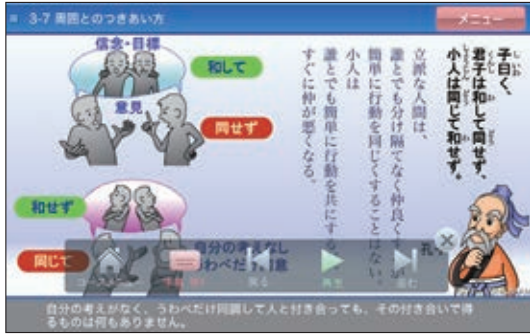 3-7 周囲とのつきあい方
メニュー
子曰く、
君子は和して同せず、
小人は同じて和せず。
立派な人間は、
誰とでも分け隔てなく仲良くするが
簡単に行動を同じくすることはない。
小人は
誰とでも簡単に行動を共にする
すぐに仲が悪くなる。
信念・目標
和して
意見
同せず
和せず
同じて
自分の考えなし
うわべだけ同意
孔
戻る
再生
進む
自分の考えがなく、うわべだけ同調して人と付き合っても、その付き合いで得
るものは何もありません。